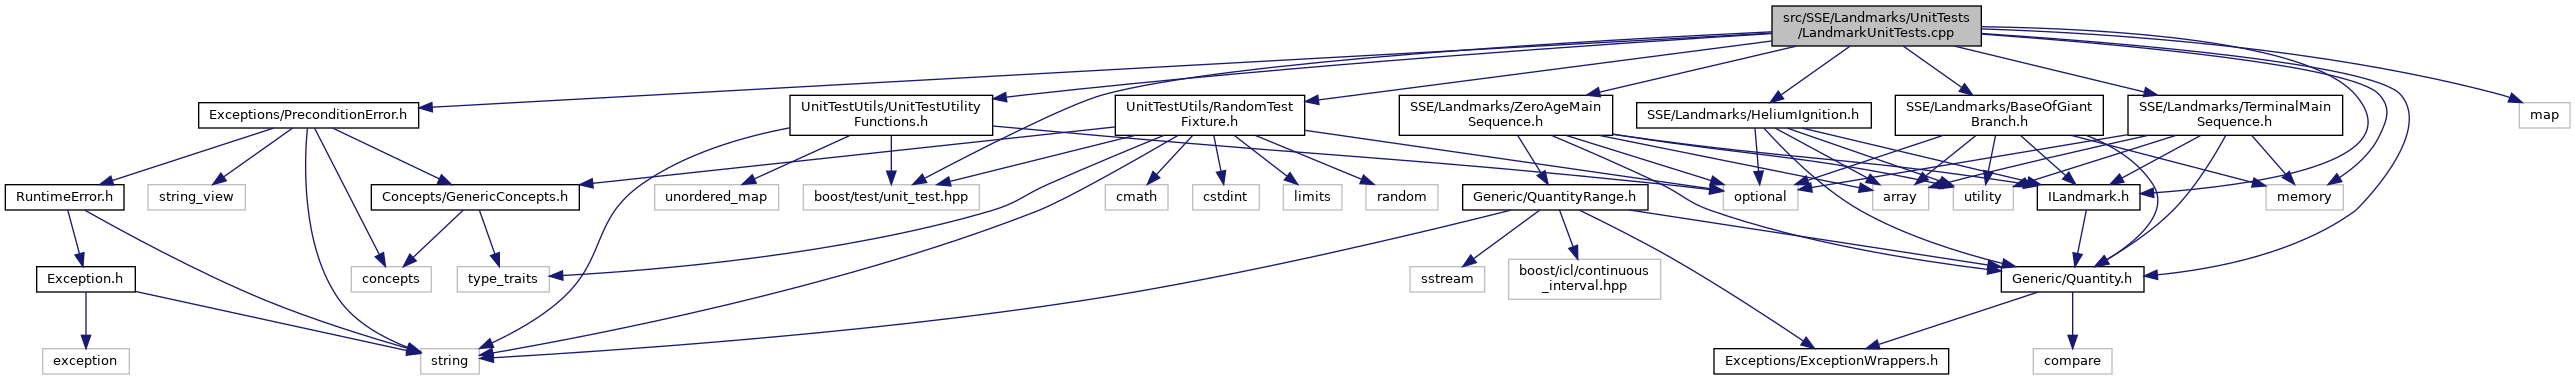 src/SSE/Landmarks/UnitTests
/LandmarkUnitTests.cpp
Exceptions/PreconditionError.h
UnitTestUtils/UnitTestUtility
Functions.h
UnitTestUtils/RandomTest
Fixture.h
SSE/Landmarks/ZeroAgeMain
Sequence.h
SSE/Landmarks/HeliumIgnition.h
SSE/Landmarks/BaseOfGiant
Branch.h
SSE/Landmarks/TerminalMain
Sequence.h
map
RuntimeError.h
string_view
Concepts/GenericConcepts.h
unordered_map
boost/test/unit_test.hpp
cmath
cstdint
limits
random
Generic/QuantityRange.h
optional
array
utility
ILandmark.h
memory
Exception.h
concepts
type_traits
sstream
boost/icl/continuous
_interval.hpp
Generic/Quantity.h
exception
string
Exceptions/ExceptionWrappers.h
compare